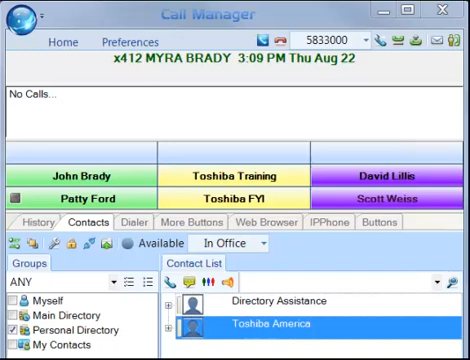 Call Manager
Home Preferences 5833000
x412 MYRA BRADY 3:09 PM Thu Aug 22
No Calls...
John Brady Toshiba Training David Lillis
Patty Ford Toshiba FYI Scott Weiss
History Contacts Dialer More Buttons Web Browser IPPhone Buttons
Available In Office
Groups Contact List
ANY
Myself Directory Assistance
Main Directory Toshiba America
Personal Directory
My Contacts